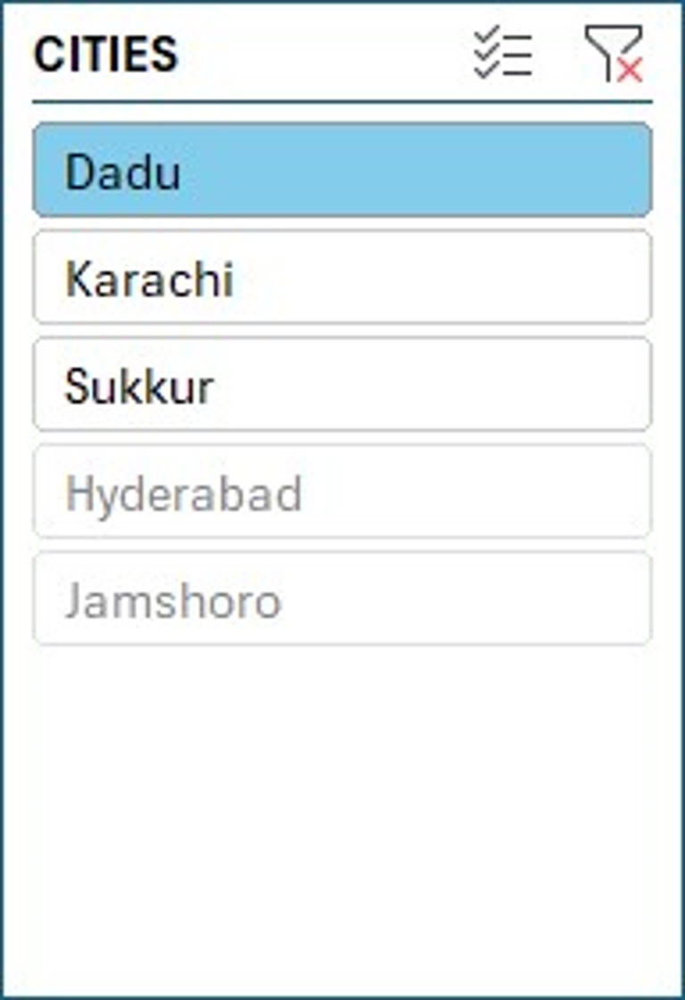 CITIES
Dadu
Karachi
Sukkur
Hyderabad
Jamshoro